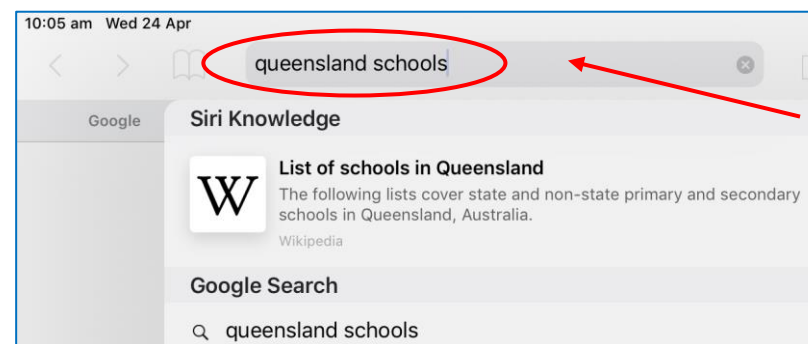 10:05 am Wed 24 Apr
queensland schools
Google
Siri Knowledge
W
List of schools in Queensland
The following lists cover state and non-state primary and secondary
schools in Queensland, Australia.
Wikipedia
Google Search
queensland schools